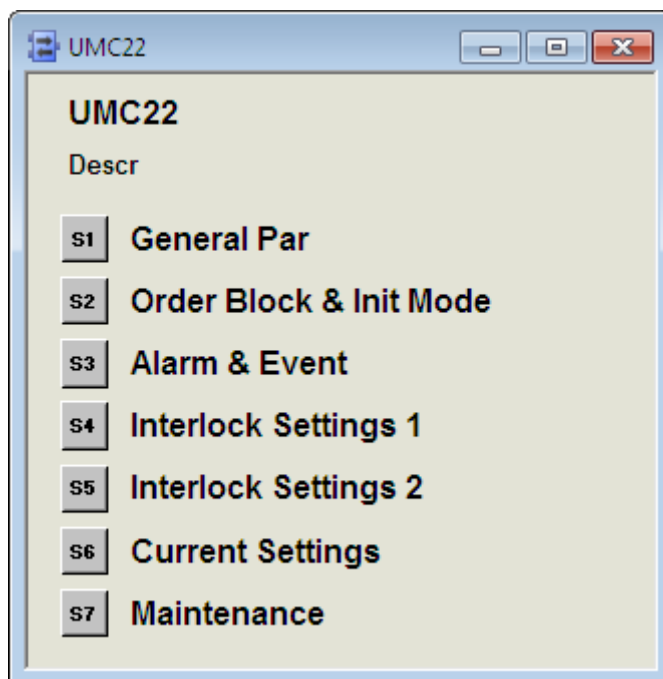 UMC22
UMC22
Descr
S1 General Par
S2 Order Block & Init Mode
S3 Alarm & Event
S4 Interlock Settings 1
S5 Interlock Settings 2
S6 Current Settings
S7 Maintenance